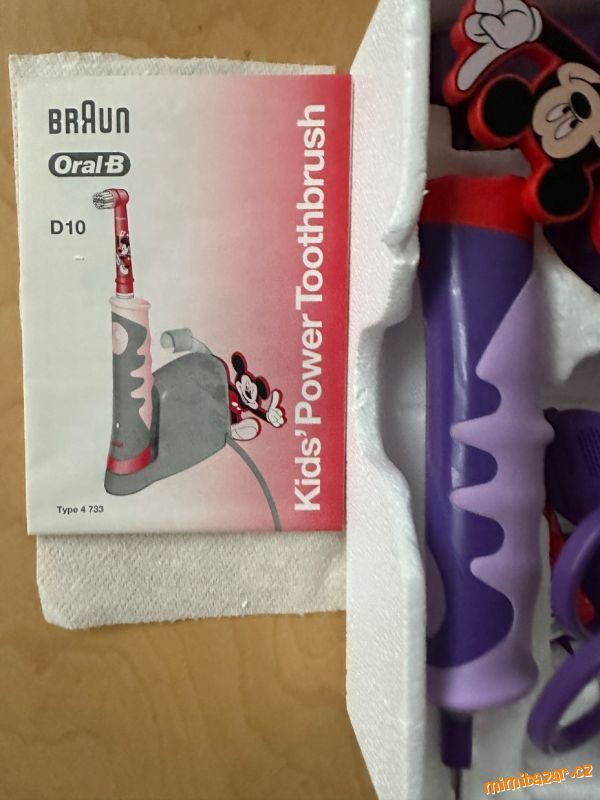 BRAUN
Oral-B
D10
Kids' Power Toothbrush
Type 4 733
mimibazar.cz